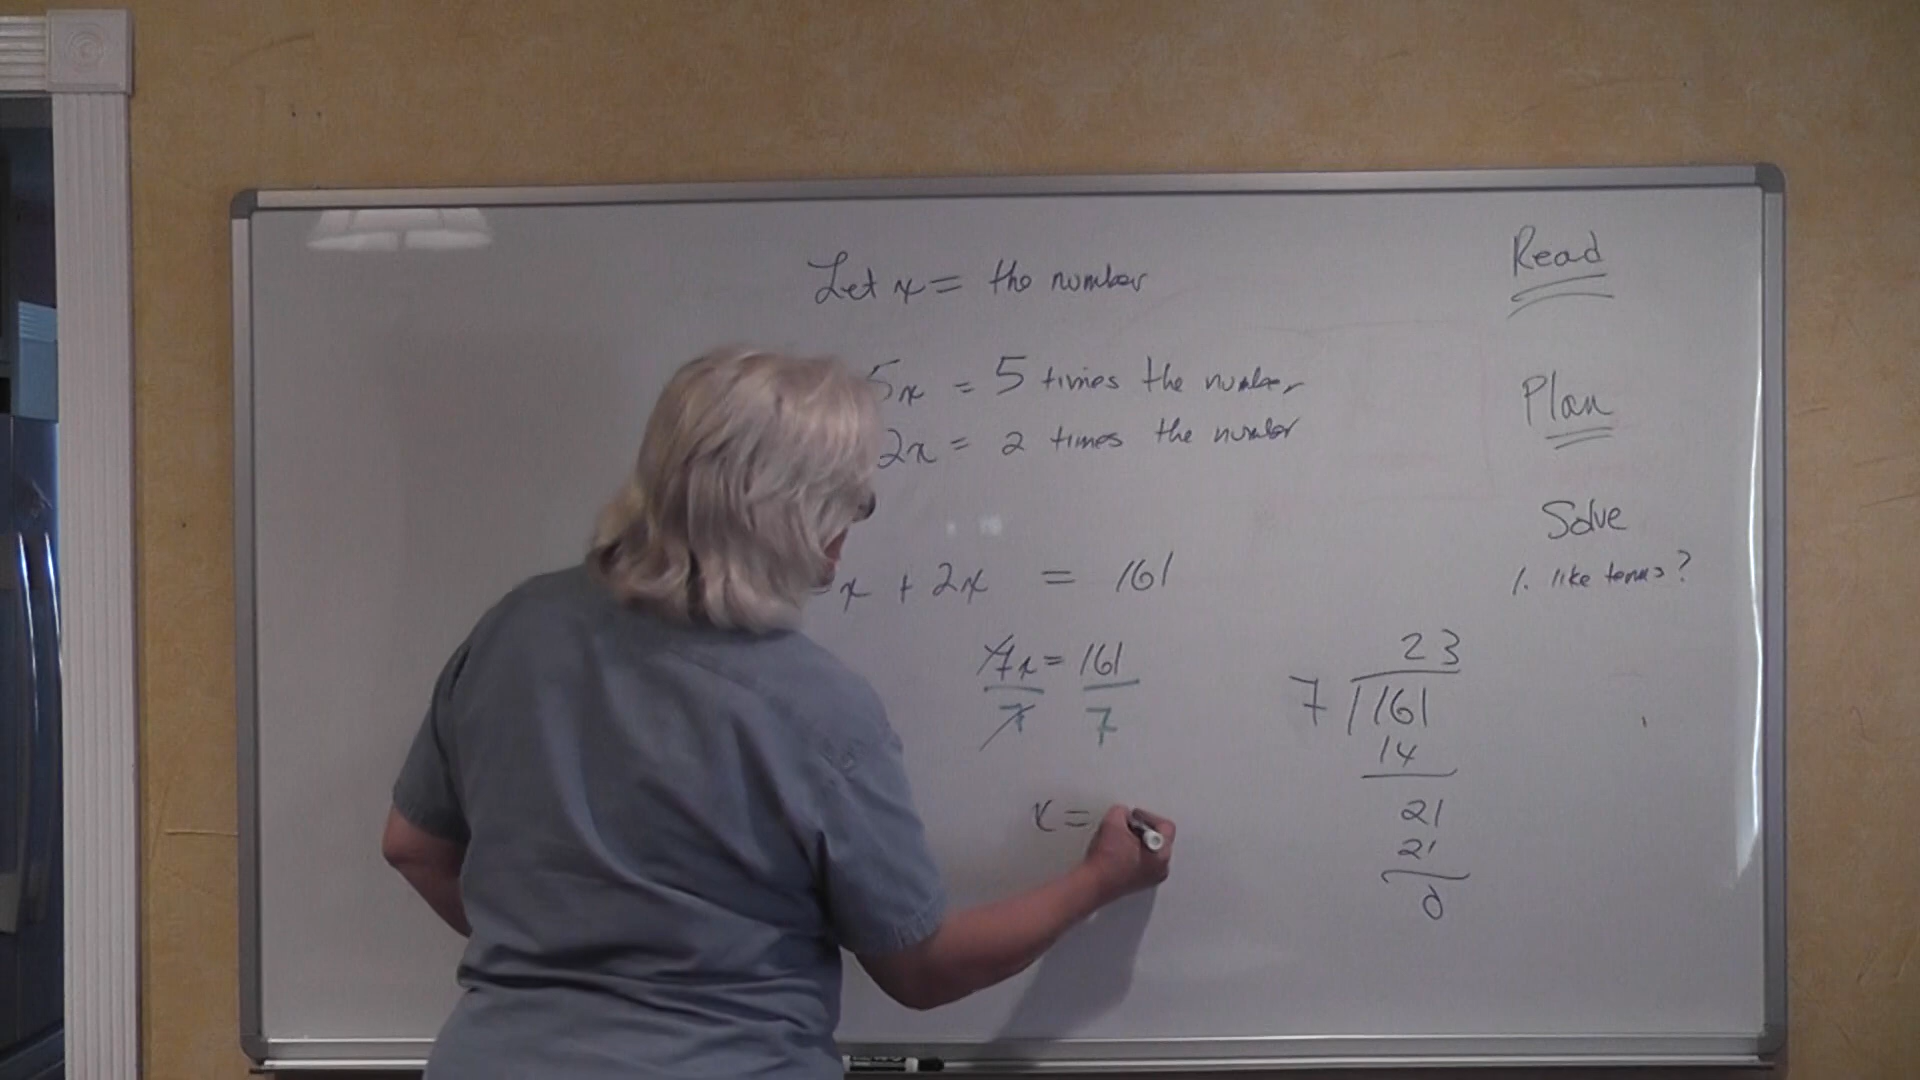 Let x = the number
5x = 5 times the number
2x = 2 times the number
x + 2x = 161
7x = 161
7 7
x =
Read
Plan
Solve
1. like terms?
23
7 161
14
21
21
0